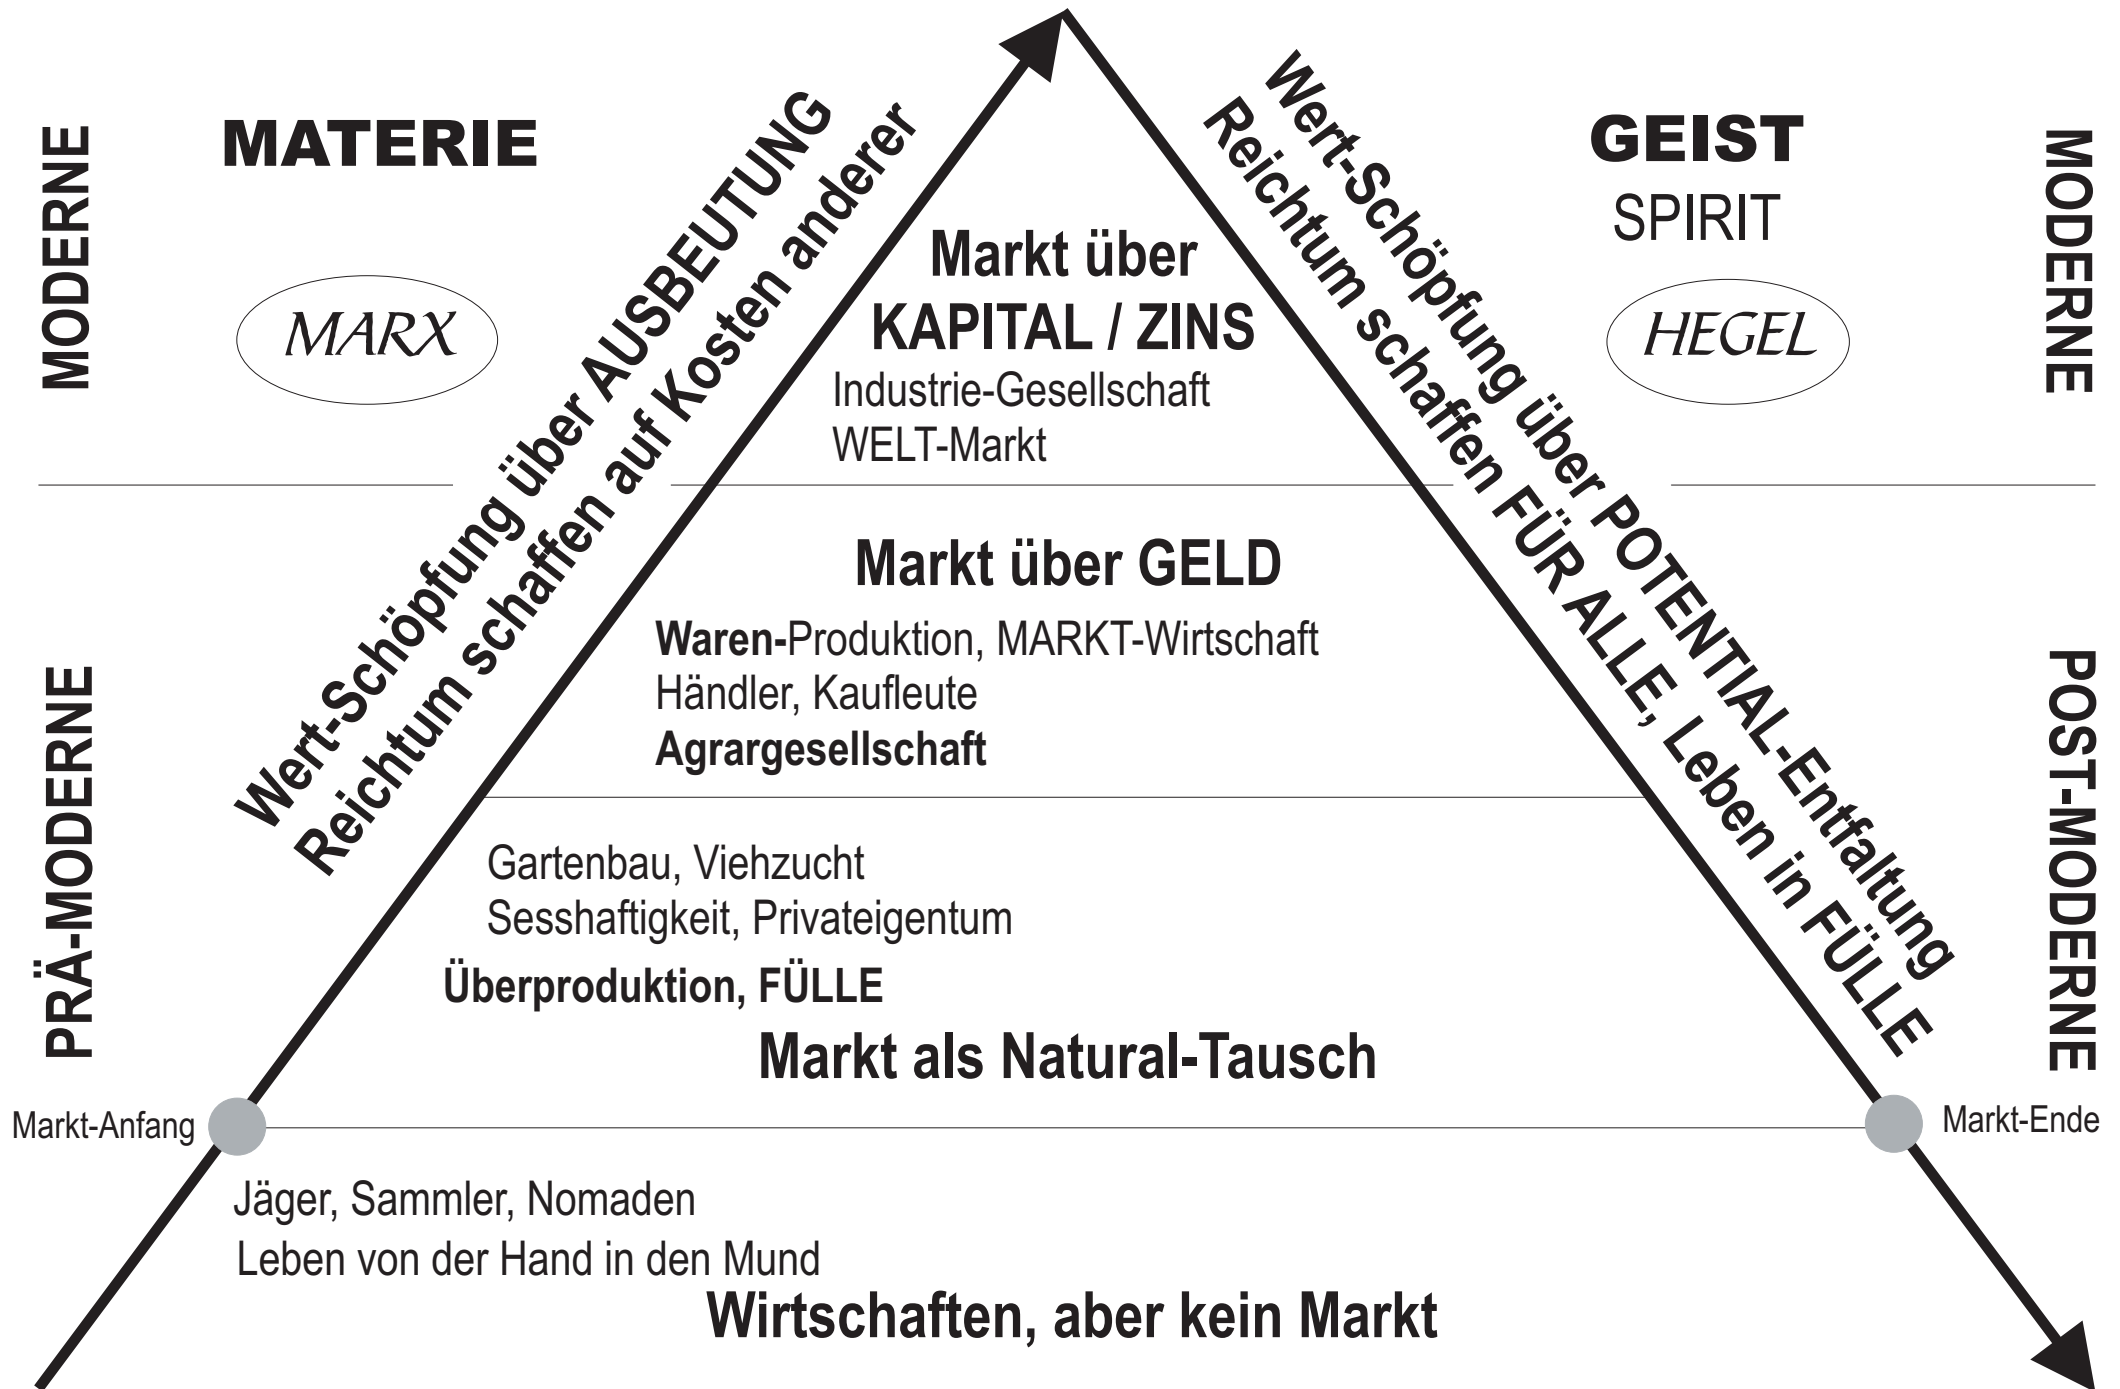 MODERNE
MATERIE
MARX
Wert-Schöpfung über AUSBEUTUNG
Reichtum schaffen auf Kosten anderer
Markt über
KAPITAL / ZINS
Industrie-Gesellschaft
WELT-Markt
Wert-Schöpfung über POTENTIAL-Entfaltung
Reichtum schaffen FÜR ALLE, Leben in FÜLLE
GEIST
SPIRIT
HEGEL
MODERNE
PRÄ-MODERNE
Markt über GELD
Waren-Produktion, MARKT-Wirtschaft
Händler, Kaufleute
Agrargesellschaft
POST-MODERNE
Gartenbau, Viehzucht
Sesshaftigkeit, Privateigentum
Überproduktion, FÜLLE
Markt als Natural-Tausch
Markt-Anfang
Markt-Ende
Jäger, Sammler, Nomaden
Leben von der Hand in den Mund
Wirtschaften, aber kein Markt